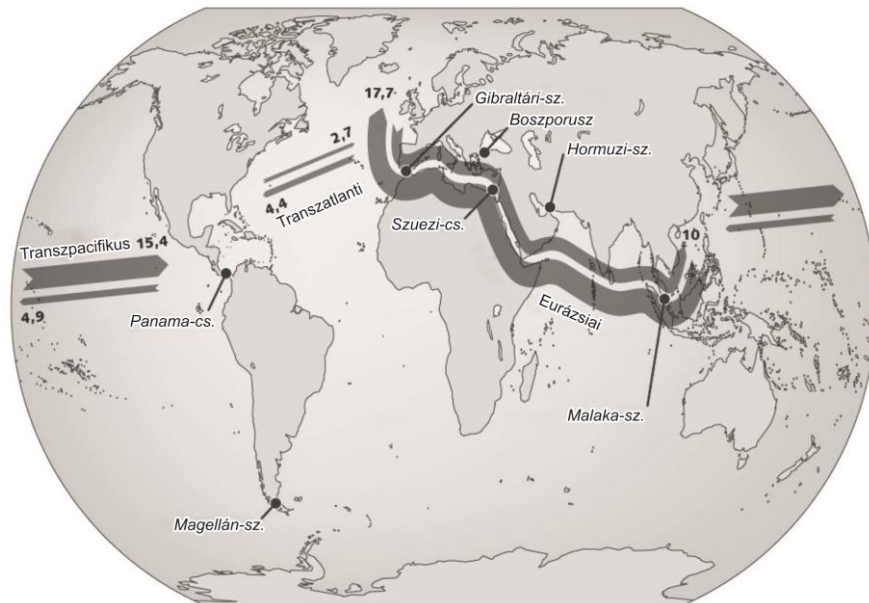 17,7
Gibraltári-sz.
Boszporusz
2,7
Hormuzi-sz.
4,4
Transzatlanti
Szuezi-cs.
Transzpacifikus 15,4
10
4,9
Panama-cs.
Eurázsiai
Malaka-sz.
Magellán-sz.